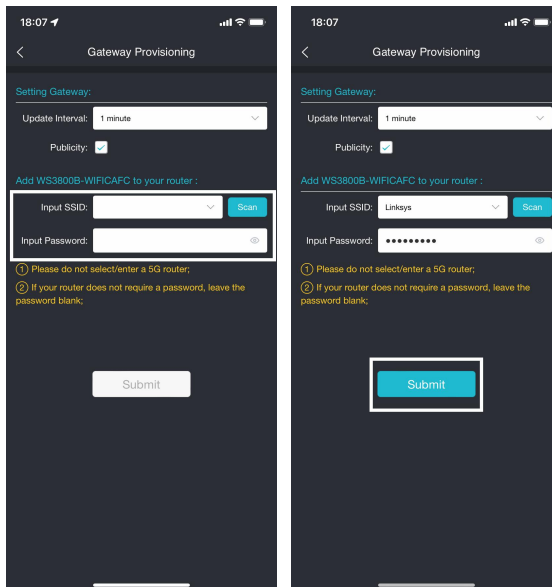 18:07
Gateway Provisioning
Setting Gateway:
Update Interval: 1 minute
Publicity:
Add WS3800B-WIFICAFC to your router :
Input SSID: Scan
Input Password:
① Please do not select/enter a 5G router;
② If your router does not require a password, leave the
password blank;
Submit
18:07
Gateway Provisioning
Setting Gateway:
Update Interval: 1 minute
Publicity:
Add WS3800B-WIFICAFC to your router :
Input SSID: Linksys Scan
Input Password: •••••••••
① Please do not select/enter a 5G router;
② If your router does not require a password, leave the
password blank;
Submit